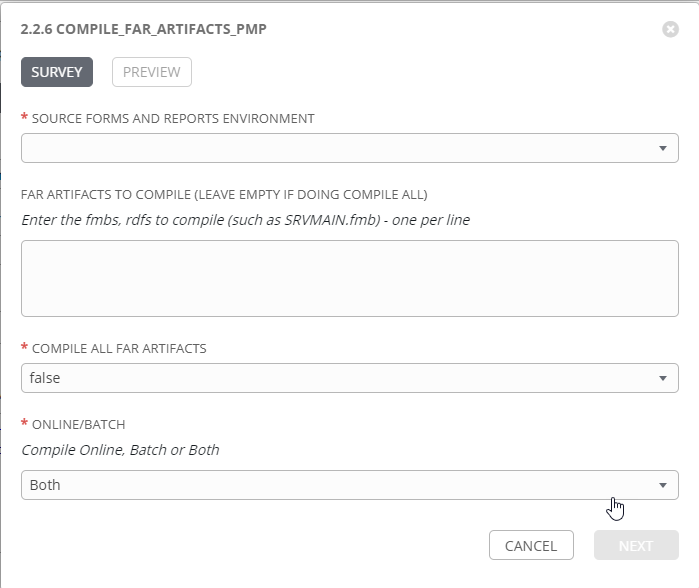 2.2.6 COMPILE_FAR_ARTIFACTS_PMP
SURVEY PREVIEW
* SOURCE FORMS AND REPORTS ENVIRONMENT
FAR ARTIFACTS TO COMPILE (LEAVE EMPTY IF DOING COMPILE ALL)
Enter the fmbs, rdfs to compile (such as SRVMAIN.fmb) - one per line
* COMPILE ALL FAR ARTIFACTS
false
* ONLINE/BATCH
Compile Online, Batch or Both
Both
CANCEL NEXT